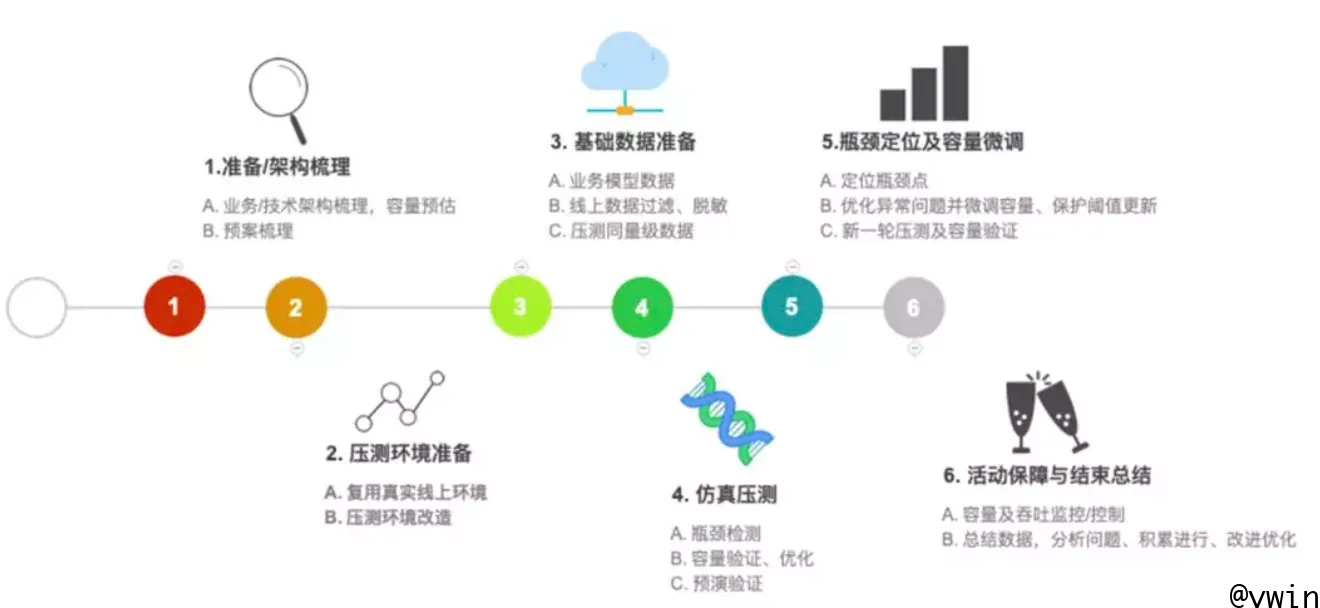 1.准备/架构梳理
A. 业务/技术架构梳理，容量预估
B. 预案梳理
3. 基础数据准备
A. 业务模型数据
B. 线上数据过滤、脱敏
C. 压测同量级数据
5.瓶颈定位及容量微调
A. 定位瓶颈点
B. 优化异常问题并微调容量、保护阈值更新
C. 新一轮压测及容量验证
1
2
3
4
5
6
2. 压测环境准备
A. 复用真实线上环境
B. 压测环境改造
4. 仿真压测
A. 瓶颈检测
B. 容量验证、优化
C. 预演验证
6. 活动保障与结束总结
A. 容量及吞吐监控/控制
B. 总结数据，分析问题、积累进行、改进优化
@vwin